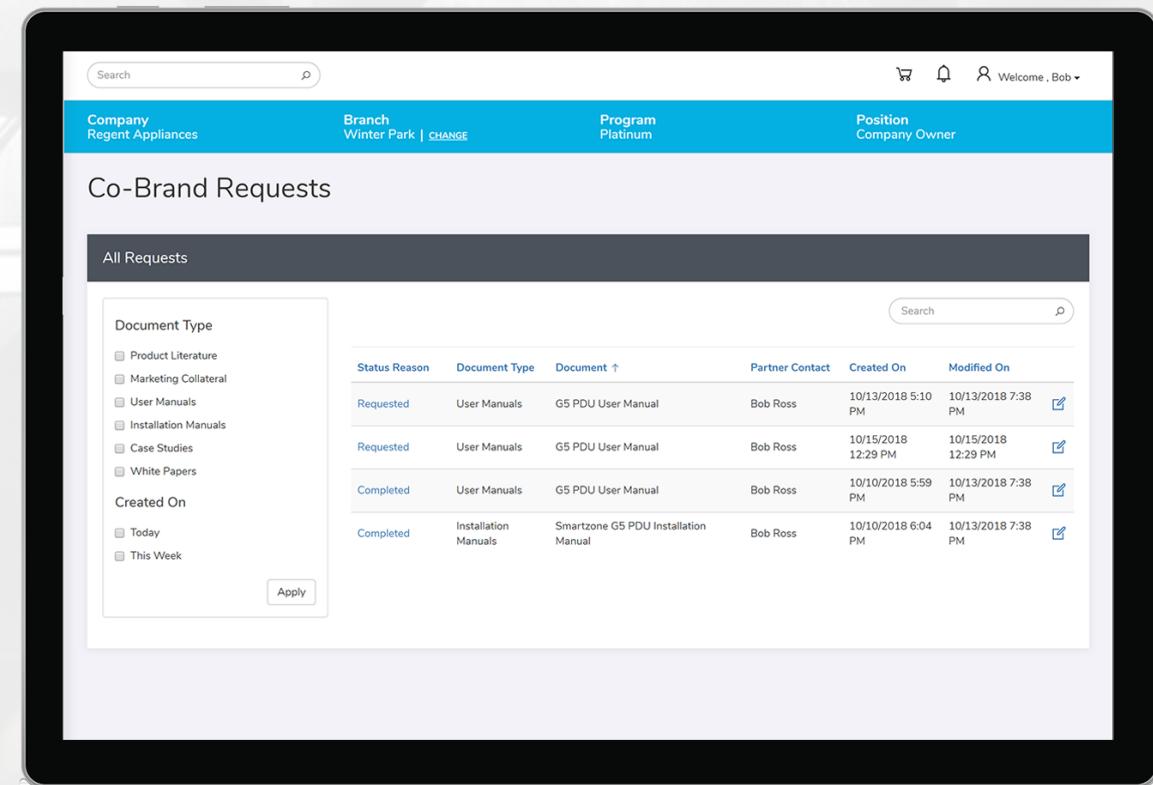 Search
Welcome , Bob
Company
Regent Appliances
Branch
Winter Park | CHANGE
Program
Platinum
Position
Company Owner
Co-Brand Requests
All Requests
Document Type
Product Literature
Marketing Collateral
User Manuals
Installation Manuals
Case Studies
White Papers
Created On
Today
This Week
Apply
Search
Status Reason Document Type Document ↑ Partner Contact Created On Modified On
Requested User Manuals G5 PDU User Manual Bob Ross 10/13/2018 5:10 PM 10/13/2018 7:38 PM
Requested User Manuals G5 PDU User Manual Bob Ross 10/15/2018 12:29 PM 10/15/2018 12:29 PM
Completed User Manuals G5 PDU User Manual Bob Ross 10/10/2018 5:59 PM 10/13/2018 7:38 PM
Completed Installation Manuals Smartzone G5 PDU Installation Manual Bob Ross 10/10/2018 6:04 PM 10/13/2018 7:38 PM